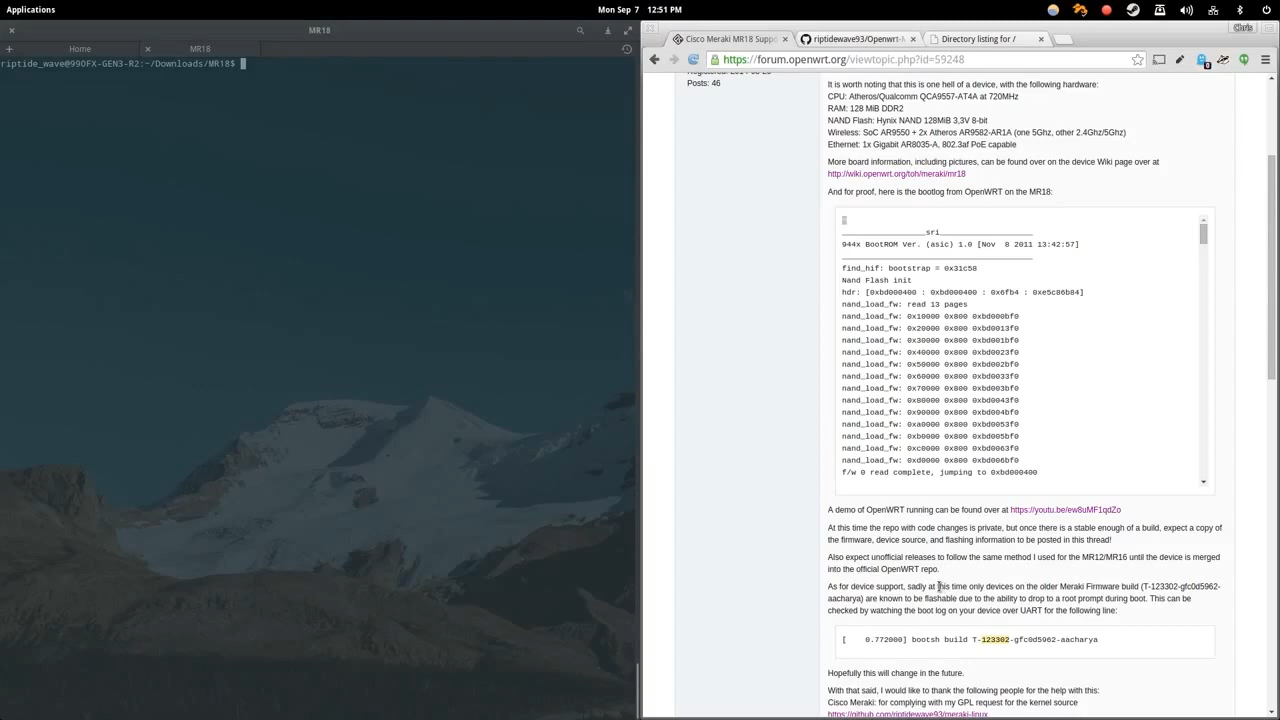 Applications
Mon Sep 7 12:51 PM
MR18
Home
MR18
riptide_wave@990FX-GEN3-R2:~/Downloads/MR18$
Chris
Cisco Meraki MR18 Suppo
riptidewave93/Openwrt-M
Directory listing for /
https://forum.openwrt.org/viewtopic.php?id=59248
Posts: 46
It is worth noting that this is one hell of a device, with the following hardware:
CPU: Atheros/Qualcomm QCA9557-AT4A at 720MHz
RAM: 128 MiB DDR2
NAND Flash: Hynix NAND 128MiB 3,3V 8-bit
Wireless: SoC AR9550 + 2x Atheros AR9582-AR1A (one 5Ghz, other 2.4Ghz/5Ghz)
Ethernet: 1x Gigabit AR8035-A, 802.3af PoE capable
More board information, including pictures, can be found over on the device Wiki page over at
http://wiki.openwrt.org/toh/meraki/mr18
And for proof, here is the bootlog from OpenWRT on the MR18:
__________________sri____________________
944x BootROM Ver. (asic) 1.0 [Nov  8 2011 13:42:57]
_________________________________________
find_hif: bootstrap = 0x31c58
Nand Flash init
hdr: [0xbd000400 : 0xbd000400 : 0x6fb4 : 0xe5c86b84]
nand_load_fw: read 13 pages
nand_load_fw: 0x10000 0x800 0xbd000bf0
nand_load_fw: 0x20000 0x800 0xbd0013f0
nand_load_fw: 0x30000 0x800 0xbd001bf0
nand_load_fw: 0x40000 0x800 0xbd0023f0
nand_load_fw: 0x50000 0x800 0xbd002bf0
nand_load_fw: 0x60000 0x800 0xbd0033f0
nand_load_fw: 0x70000 0x800 0xbd003bf0
nand_load_fw: 0x80000 0x800 0xbd0043f0
nand_load_fw: 0x90000 0x800 0xbd004bf0
nand_load_fw: 0xa0000 0x800 0xbd0053f0
nand_load_fw: 0xb0000 0x800 0xbd005bf0
nand_load_fw: 0xc0000 0x800 0xbd0063f0
nand_load_fw: 0xd0000 0x800 0xbd006bf0
f/w 0 read complete, jumping to 0xbd000400
A demo of OpenWRT running can be found over at https://youtu.be/ew8uMF1qdZo
At this time the repo with code changes is private, but once there is a stable enough of a build, expect a copy of
the firmware, device source, and flashing information to be posted in this thread!
Also expect unofficial releases to follow the same method I used for the MR12/MR16 until the device is merged
into the official OpenWRT repo.
As for device support, sadly at this time only devices on the older Meraki Firmware build (T-123302-gfc0d5962-
aacharya) are known to be flashable due to the ability to drop to a root prompt during boot. This can be
checked by watching the boot log on your device over UART for the following line:
[    0.772000] bootsh build T-123302-gfc0d5962-aacharya
Hopefully this will change in the future.
With that said, I would like to thank the following people for the help with this:
Cisco Meraki: for complying with my GPL request for the kernel source
https://github.com/riptidewave93/meraki-linux